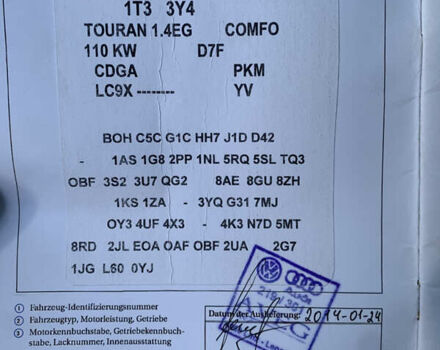 1T3 3Y4
TOURAN 1.4EG COMFO
110 KW D7F
CDGA PKM
LC9X -------- YV
BOH C5C G1C HH7 J1D D42
- 1AS 1G8 2PP 1NL 5RQ 5SL TQ3
OBF 3S2 3U7 QG2 8AE 8GU 8ZH
1KS 1ZA - 3YQ G31 7MJ
OY3 4UF 4X3 - 4K3 N7D 5MT
8RD 2JL EOA OAF OBF 2UA 2G7
1JG L60 0YJ
① Fahrzeug-Identifizierungsnummer
② Fahrzeugtyp, Motorleistung, Getriebe
③ Motorkennbuchstabe, Getriebekennbuch-
stabe, Lacknummer, Innenausstattung
Datum der Auslieferung: 2014-01-24